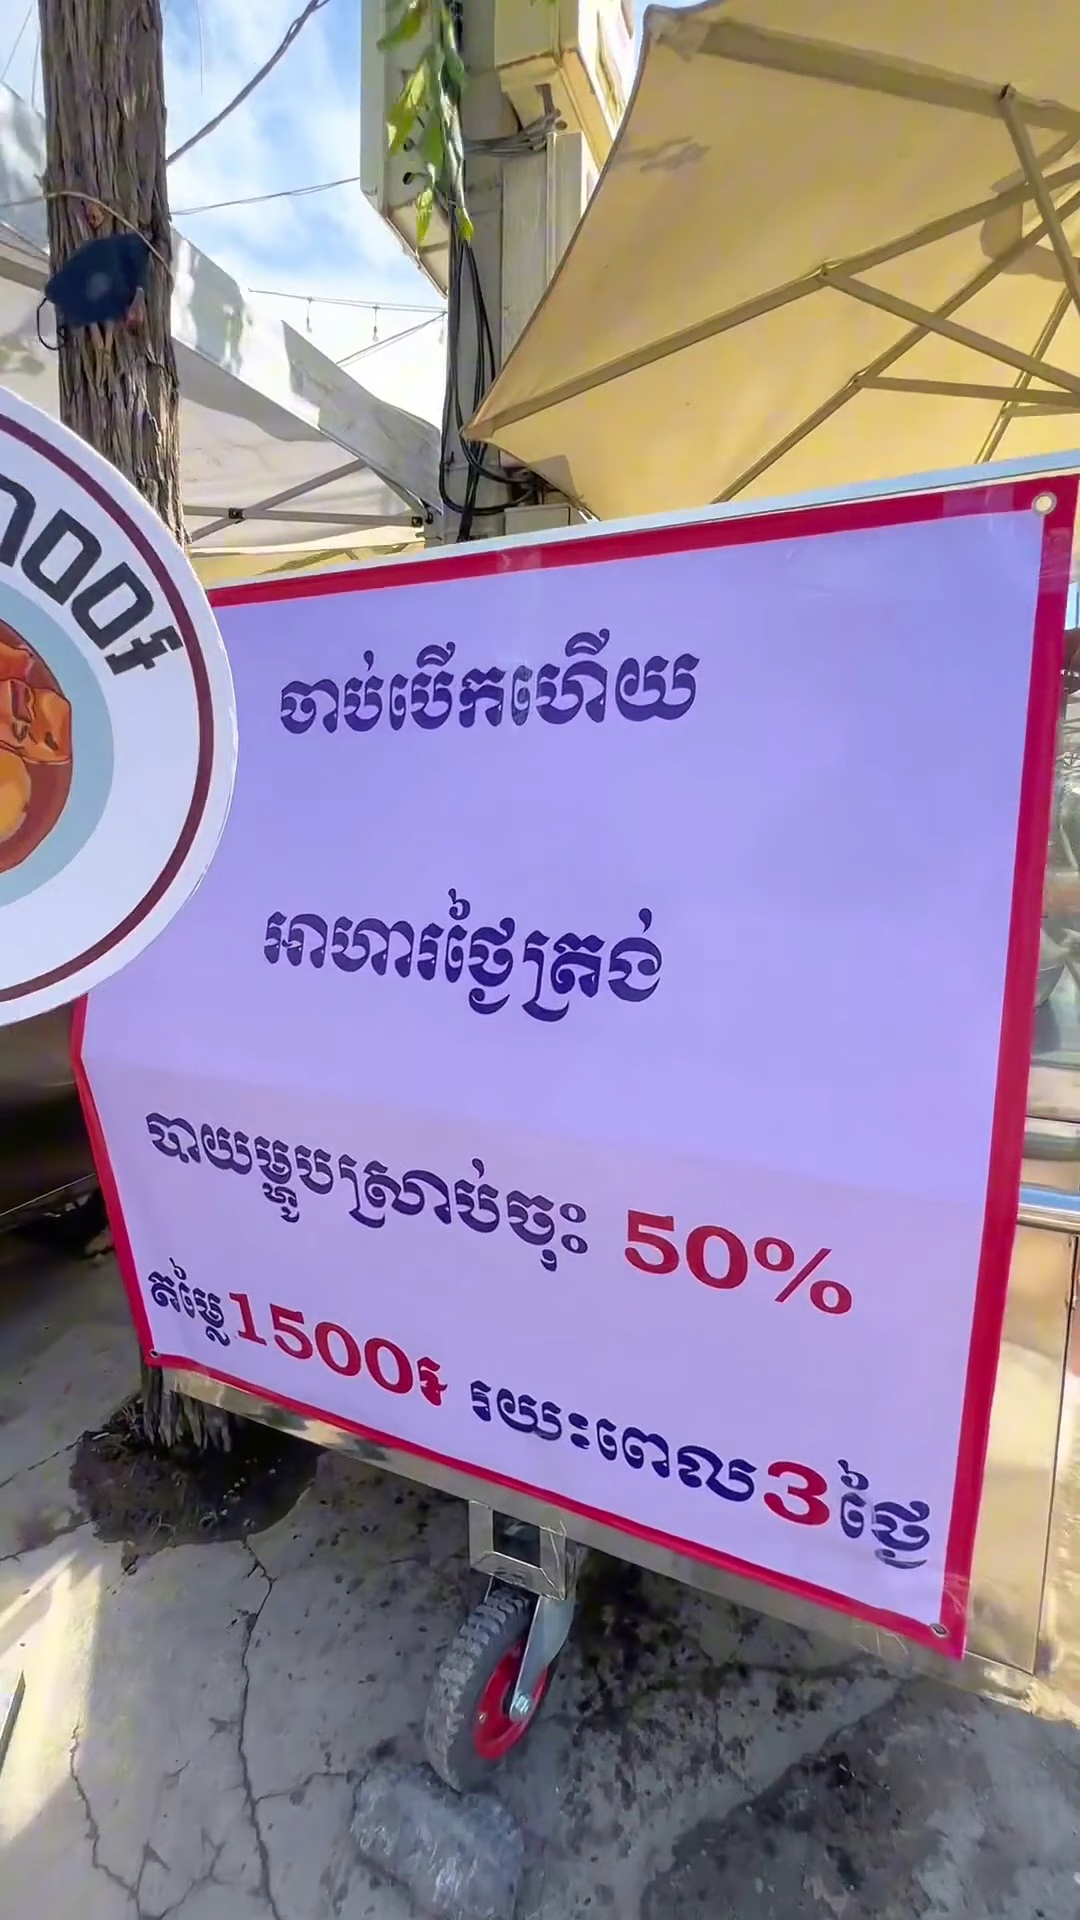 ចាប់បើកហើយ
អាហារថ្ងៃត្រង់
បាយម្ហូបស្រាប់ចុះ 50%
តម្លៃ1500៛ រយៈពេល3ថ្ងៃ